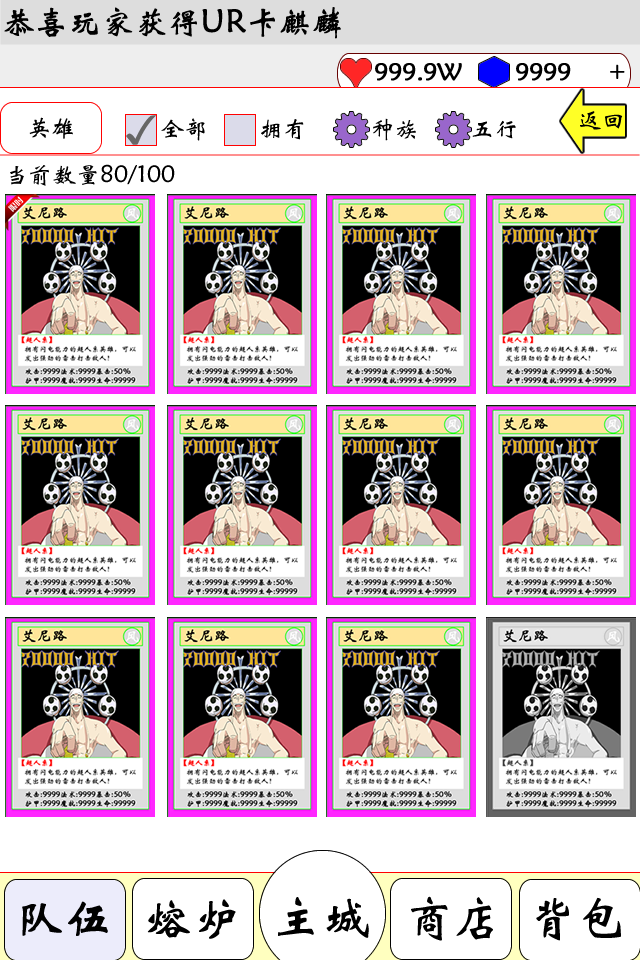 恭喜玩家获得UR卡麒麟
999.9W 9999 +
英雄 全部 拥有 种族 五行 返回
当前数量80/100
限时
艾尼路 风 艾尼路 风 艾尼路 风 艾尼路 风
70000 HIT 70000 HIT 70000 HIT 70000 HIT
【超人系】 【超人系】 【超人系】 【超人系】
拥有闪电能力的超人系英雄，可以 拥有闪电能力的超人系英雄，可以 拥有闪电能力的超人系英雄，可以 拥有闪电能力的超人系英雄，可以
发出强劲的雷击打击敌人！ 发出强劲的雷击打击敌人！ 发出强劲的雷击打击敌人！ 发出强劲的雷击打击敌人！
攻击:9999法术:9999暴击:50% 攻击:9999法术:9999暴击:50% 攻击:9999法术:9999暴击:50% 攻击:9999法术:9999暴击:50%
护甲:9999魔抗:9999生命:99999 护甲:9999魔抗:9999生命:99999 护甲:9999魔抗:9999生命:99999 护甲:9999魔抗:9999生命:99999
艾尼路 风 艾尼路 风 艾尼路 风 艾尼路 风
70000 HIT 70000 HIT 70000 HIT 70000 HIT
【超人系】 【超人系】 【超人系】 【超人系】
拥有闪电能力的超人系英雄，可以 拥有闪电能力的超人系英雄，可以 拥有闪电能力的超人系英雄，可以 拥有闪电能力的超人系英雄，可以
发出强劲的雷击打击敌人！ 发出强劲的雷击打击敌人！ 发出强劲的雷击打击敌人！ 发出强劲的雷击打击敌人！
攻击:9999法术:9999暴击:50% 攻击:9999法术:9999暴击:50% 攻击:9999法术:9999暴击:50% 攻击:9999法术:9999暴击:50%
护甲:9999魔抗:9999生命:99999 护甲:9999魔抗:9999生命:99999 护甲:9999魔抗:9999生命:99999 护甲:9999魔抗:9999生命:99999
艾尼路 风 艾尼路 风 艾尼路 风 艾尼路 风
70000 HIT 70000 HIT 70000 HIT 70000 HIT
【超人系】 【超人系】 【超人系】 【超人系】
拥有闪电能力的超人系英雄，可以 拥有闪电能力的超人系英雄，可以 拥有闪电能力的超人系英雄，可以 拥有闪电能力的超人系英雄，可以
发出强劲的雷击打击敌人！ 发出强劲的雷击打击敌人！ 发出强劲的雷击打击敌人！ 发出强劲的雷击打击敌人！
攻击:9999法术:9999暴击:50% 攻击:9999法术:9999暴击:50% 攻击:9999法术:9999暴击:50% 攻击:9999法术:9999暴击:50%
护甲:9999魔抗:9999生命:99999 护甲:9999魔抗:9999生命:99999 护甲:9999魔抗:9999生命:99999 护甲:9999魔抗:9999生命:99999
队伍 熔炉 主城 商店 背包